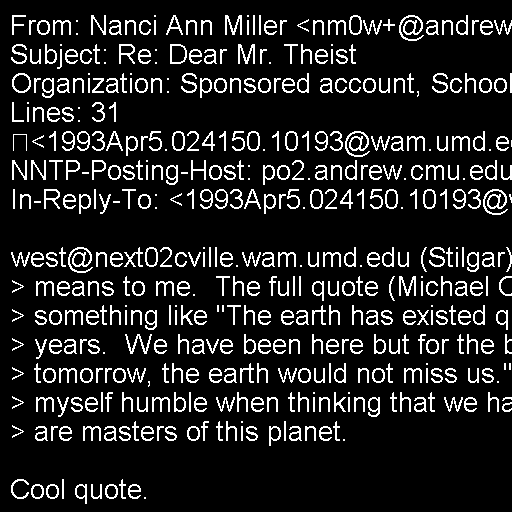 From: Nanci Ann Miller <nm0w+@andrew
Subject: Re: Dear Mr. Theist
Organization: Sponsored account, School
Lines: 31
<1993Apr5.024150.10193@wam.umd.e
NNTP-Posting-Host: po2.andrew.cmu.edu
In-Reply-To: <1993Apr5.024150.10193@
west@next02cville.wam.umd.edu (Stilgar)
> means to me.  The full quote (Michael
> something like "The earth has existed q
> years.  We have been here but for the b
> tomorrow, the earth would not miss us."
> myself humble when thinking that we ha
> are masters of this planet.
Cool quote.